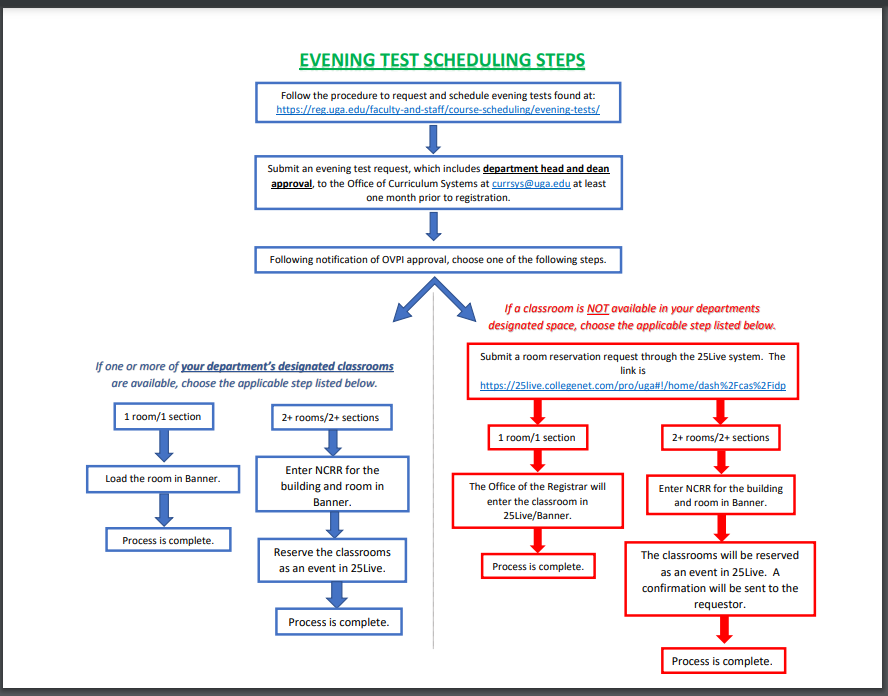 EVENING TEST SCHEDULING STEPS
Follow the procedure to request and schedule evening tests found at:
https://reg.uga.edu/faculty-and-staff/course-scheduling/evening-tests/
Submit an evening test request, which includes department head and dean
approval, to the Office of Curriculum Systems at currsys@uga.edu at least
one month prior to registration.
Following notification of OVPI approval, choose one of the following steps.
If one or more of your department's designated classrooms
are available, choose the applicable step listed below.
1 room/1 section
Load the room in Banner.
Process is complete.
2+ rooms/2+ sections
Enter NCRR for the
building and room in
Banner.
Reserve the classrooms
as an event in 25Live.
Process is complete.
If a classroom is NOT available in your departments
designated space, choose the applicable step listed below.
Submit a room reservation request through the 25Live system. The
link is
https://25live.collegenet.com/pro/uga#!/home/dash%2Fcas%2Fidp
1 room/1 section
The Office of the Registrar will
enter the classroom in
25Live/Banner.
Process is complete.
2+ rooms/2+ sections
Enter NCRR for the building
and room in Banner.
The classrooms will be reserved
as an event in 25Live. A
confirmation will be sent to the
requestor.
Process is complete.